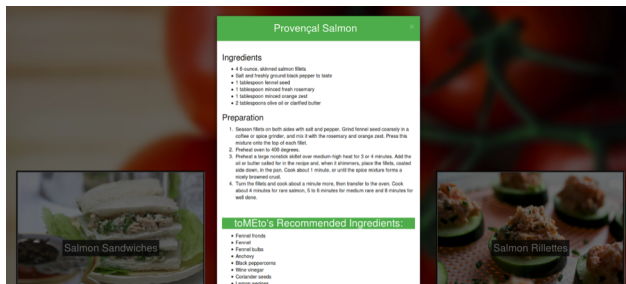 Provençal Salmon
×
Ingredients
4 6-ounce, skinned salmon fillets
Salt and freshly ground black pepper to taste
1 tablespoon fennel seed
1 tablespoon minced fresh rosemary
1 tablespoon minced orange zest
2 tablespoons olive oil or clarified butter
Preparation
1. Season fillets on both sides with salt and pepper. Grind fennel seed coarsely in a
coffee or spice grinder, and mix it with the rosemary and orange zest. Press this
mixture onto the top of each fillet.
2. Preheat oven to 400 degrees.
3. Preheat a large nonstick skillet over medium-high heat for 3 or 4 minutes. Add the
oil or butter called for in the recipe and, when it shimmers, place the fillets, coated
side down, in the pan. Cook about 1 minute, or until the spice mixture forms a
nicely browned crust.
4. Turn the fillets and cook about a minute more, then transfer to the oven. Cook
about 4 minutes for rare salmon, 5 to 6 minutes for medium rare and 8 minutes for
well done.
toMEto's Recommended Ingredients:
Fennel fronds
Fennel
Fennel bulbs
Anchovy
Black peppercorns
Wine vinegar
Coriander seeds
Salmon Sandwiches
Salmon Rillettes